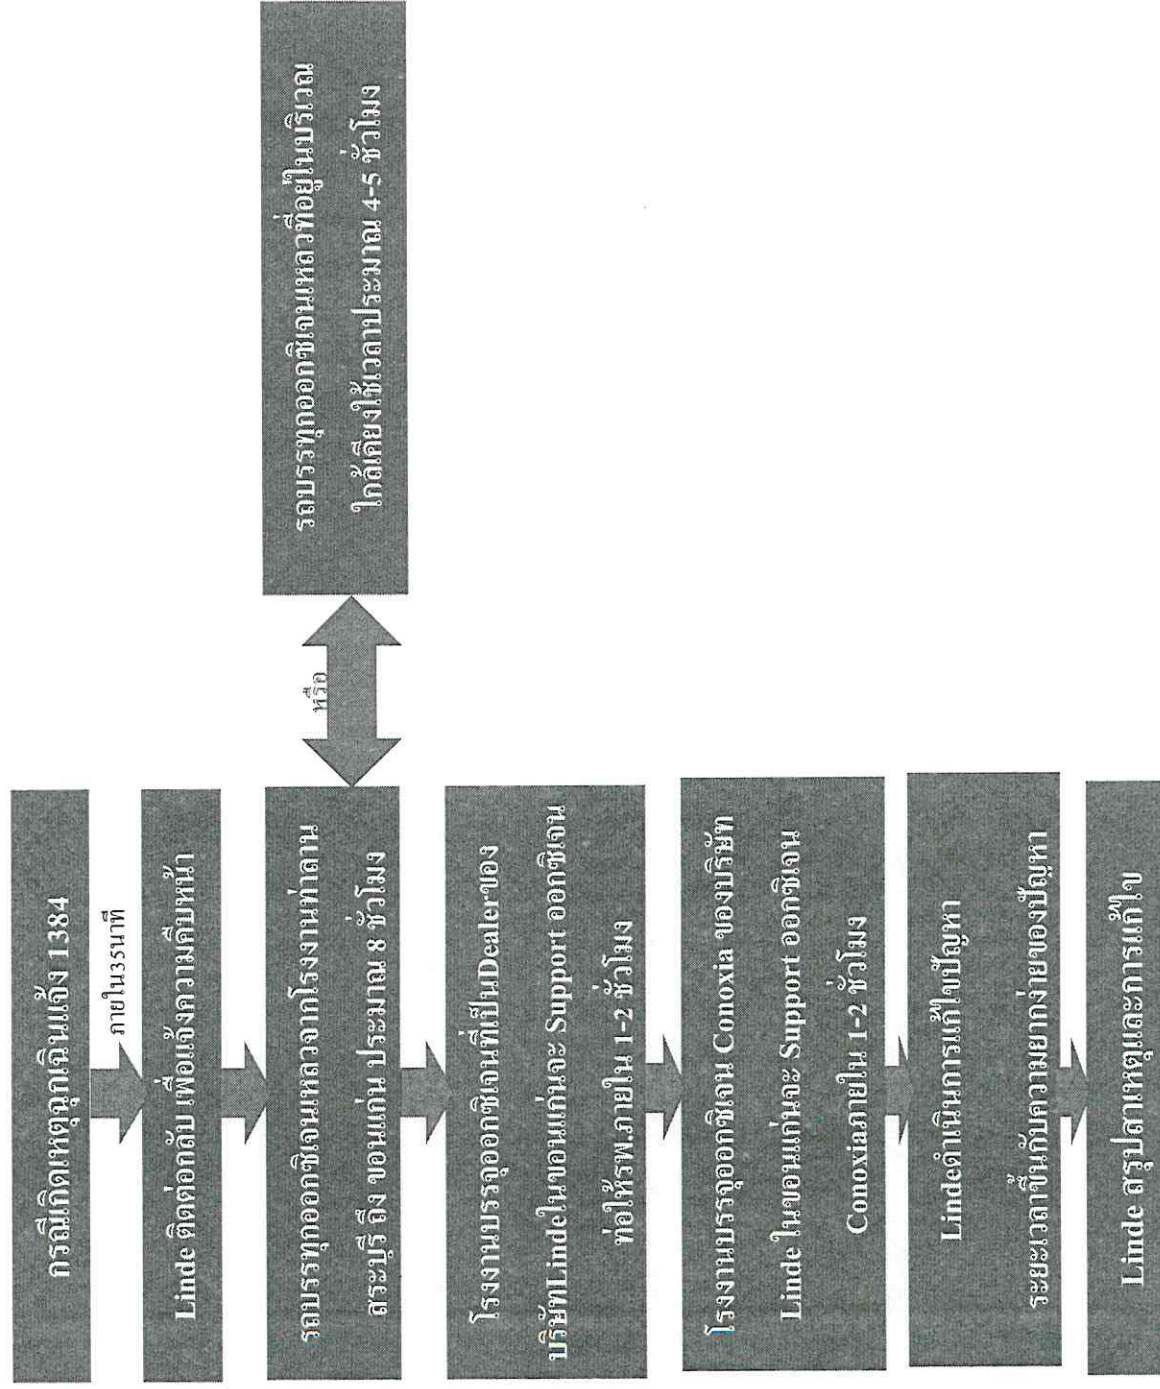 กรณีเกิดเหตุฉุกเฉินแจ้ง 1384
ภายใน35นาที
Linde ติดต่อกลับ เพื่อแจ้งความคืบหน้า
รถบรรทุกออกซิเจนเหลวจากโรงงานท่าลาน
สระบุรี ถึง ขอนแก่น ประมาณ 8 ชั่วโมง
หรือ
รถบรรทุกออกซิเจนเหลวที่อยู่ในบริเวณ
ใกล้เคียงใช้เวลาประมาณ 4-5 ชั่วโมง
โรงงานบรรจุออกซิเจนที่เป็นDealerของ
บริษัทLindeในขอนแก่นจะ Support ออกซิเจน
ท่อให้รพ.ภายใน 1-2 ชั่วโมง
โรงงานบรรจุออกซิเจน Conoxia ของบริษัท
Linde ในขอนแก่นจะ Support ออกซิเจน
Conoxiaภายใน 1-2 ชั่วโมง
Lindeดำเนินการแก้ไขปัญหา
ระยะเวลาขึ้นกับความยากง่ายของปัญหา
Linde สรุปสาเหตุและการแก้ไข